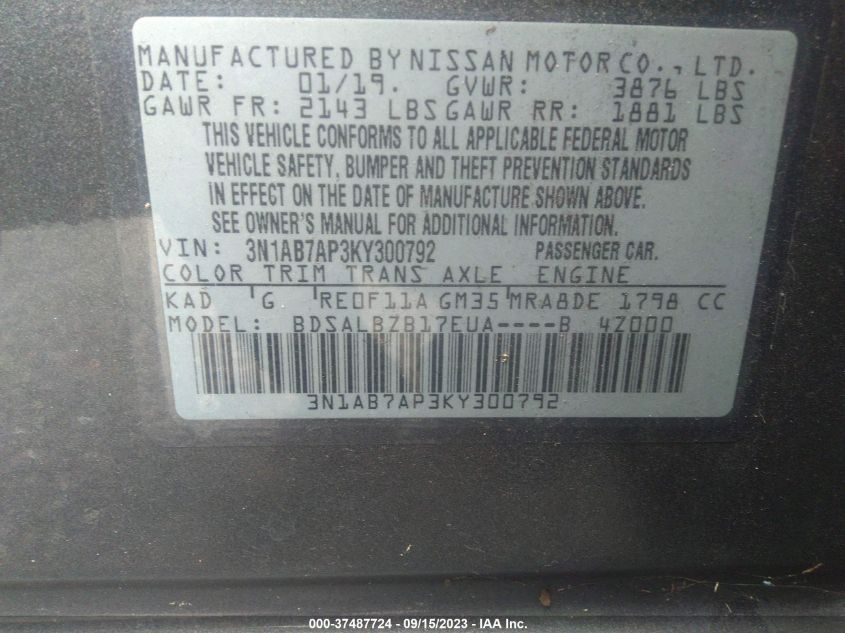 MANUFACTURED BY NISSAN MOTOR CO., LTD.
DATE: 01/19. GVWR: 3876 LBS
GAWR FR: 2143 LBS GAWR RR: 1881 LBS
THIS VEHICLE CONFORMS TO ALL APPLICABLE FEDERAL MOTOR
VEHICLE SAFETY, BUMPER AND THEFT PREVENTION STANDARDS
IN EFFECT ON THE DATE OF MANUFACTURE SHOWN ABOVE.
SEE OWNER'S MANUAL FOR ADDITIONAL INFORMATION.
VIN: 3N1AB7AP3KY300792 PASSENGER CAR.
COLOR TRIM TRANS AXLE ENGINE
KAD G RE0F11A GM35 MRA8DE 1798 CC
MODEL: BDSALBZB17EUA----B 4Z000
3N1AB7AP3KY300792
000-37487724 - 09/15/2023 - IAA Inc.